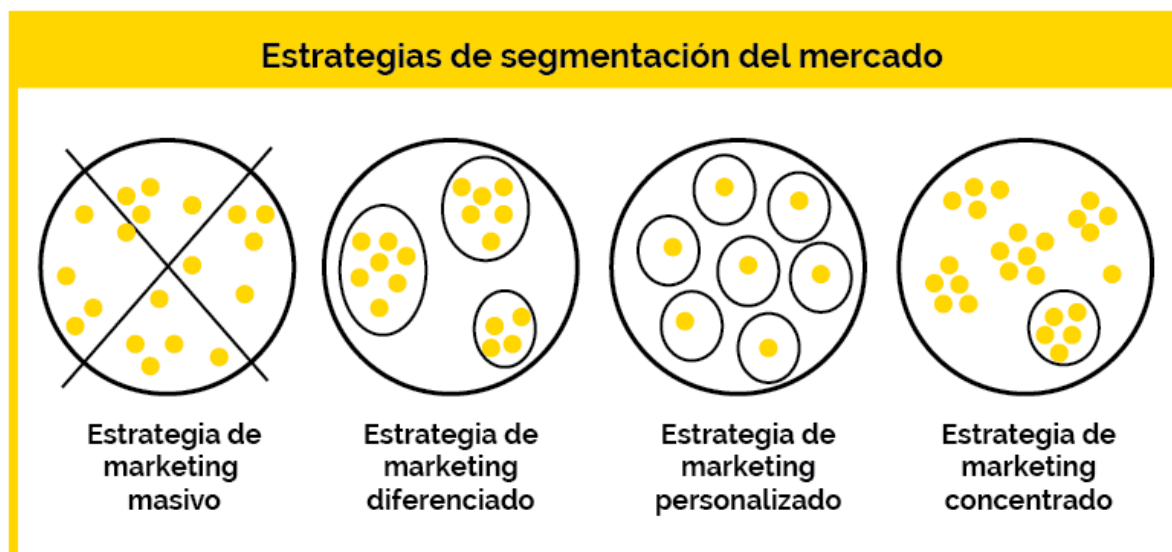 Estrategias de segmentación del mercado
Estrategia de
marketing
masivo
Estrategia de
marketing
diferenciado
Estrategia de
marketing
personalizado
Estrategia de
marketing
concentrado